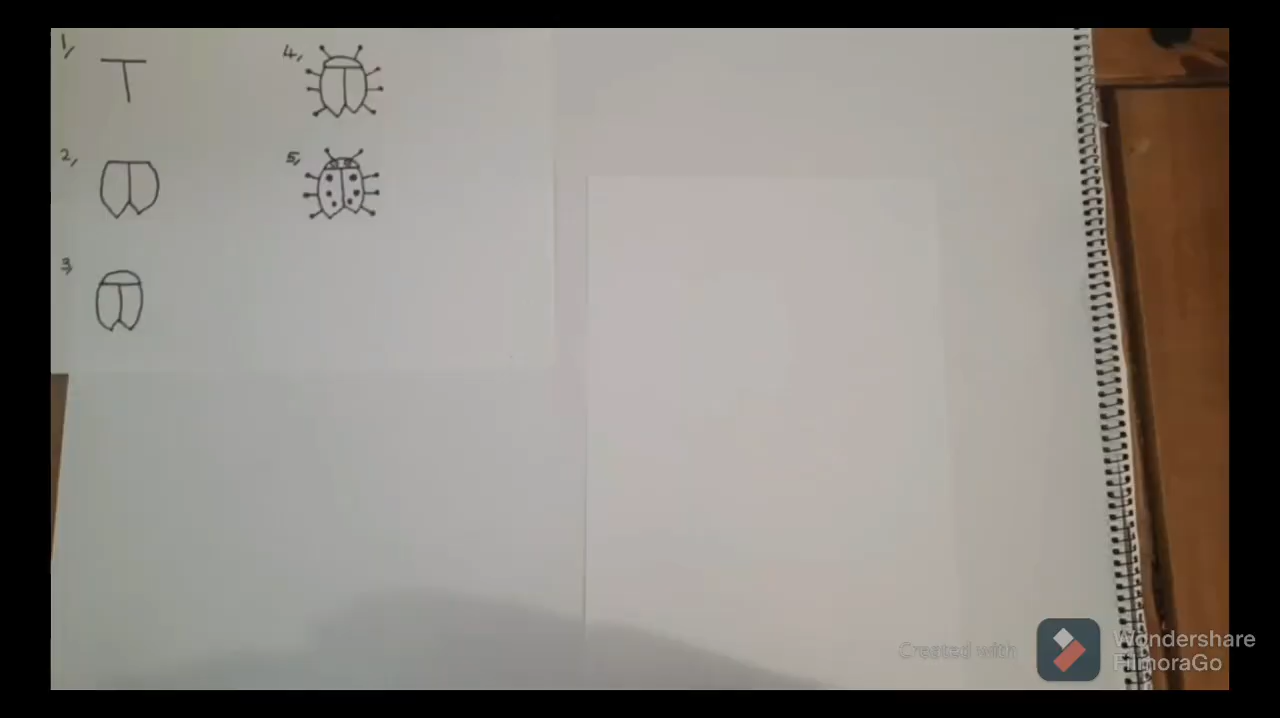 1,
2,
3,
4,
5,
Created with
Wondershare
FilmoraGo